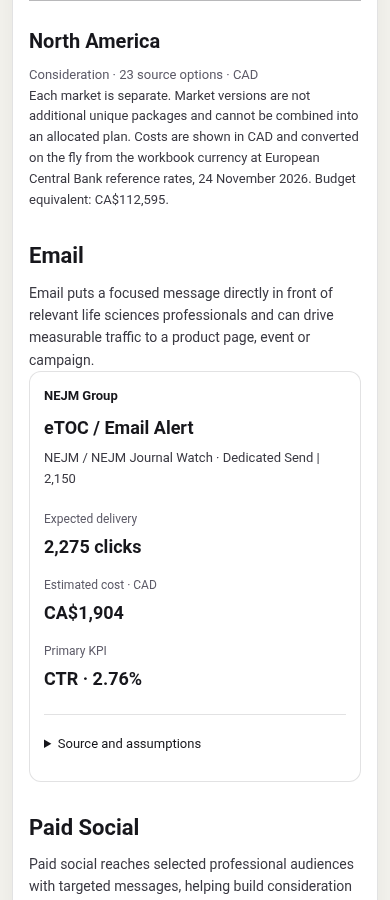 North America
Consideration · 23 source options · CAD
Each market is separate. Market versions are not
additional unique packages and cannot be combined into
an allocated plan. Costs are shown in CAD and converted
on the fly from the workbook currency at European
Central Bank reference rates, 24 November 2026. Budget
equivalent: CA$112,595.
Email
Email puts a focused message directly in front of
relevant life sciences professionals and can drive
measurable traffic to a product page, event or
campaign.
NEJM Group
eTOC / Email Alert
NEJM / NEJM Journal Watch · Dedicated Send |
2,150
Expected delivery
2,275 clicks
Estimated cost · CAD
CA$1,904
Primary KPI
CTR · 2.76%
Source and assumptions
Paid Social
Paid social reaches selected professional audiences
with targeted messages, helping build consideration